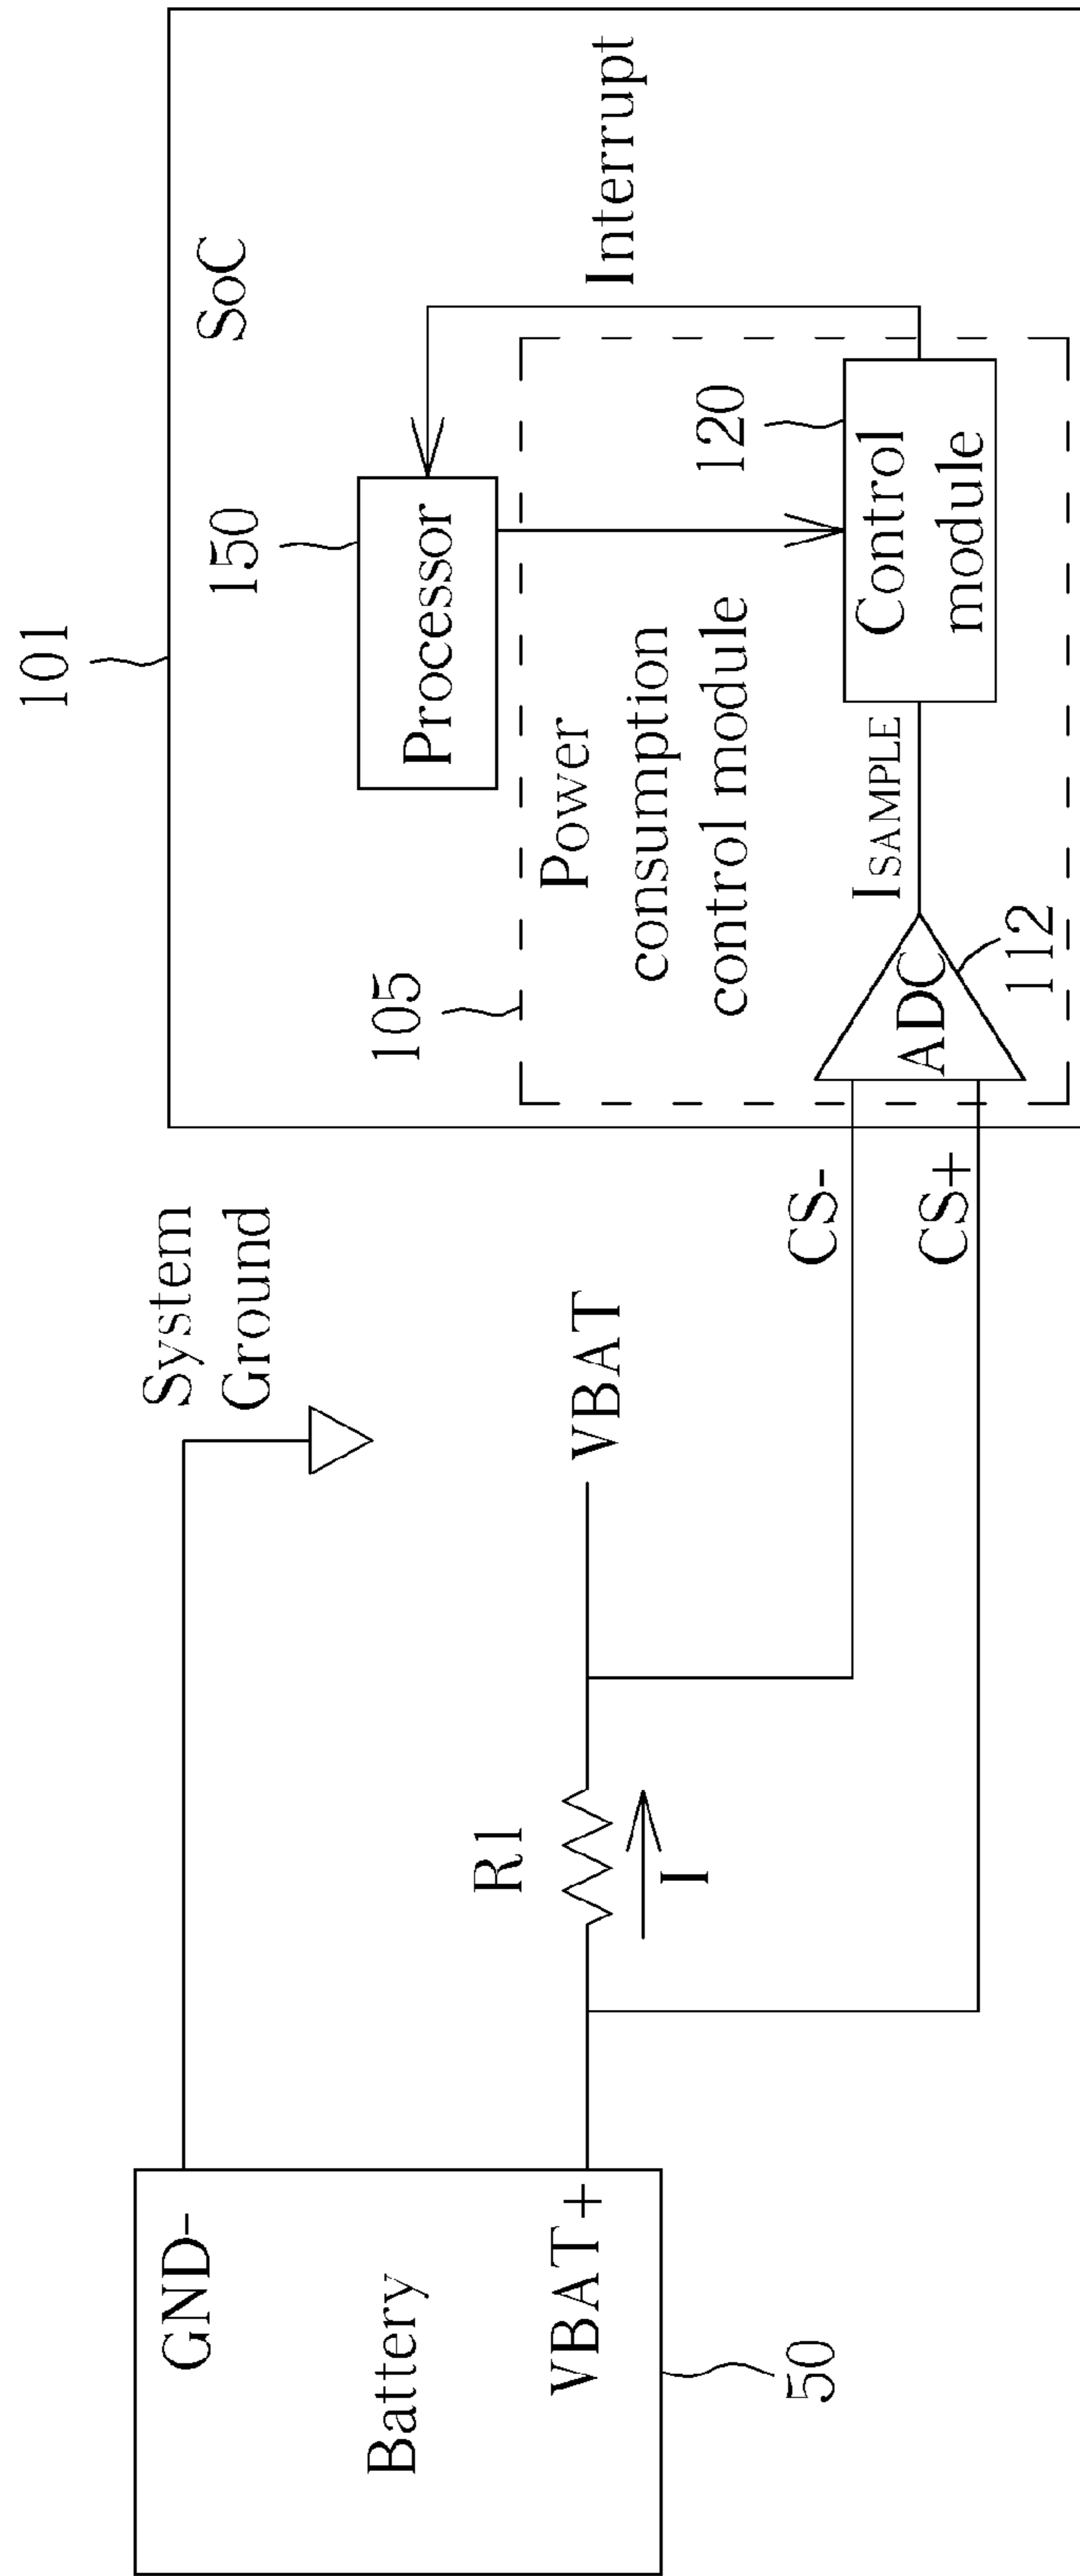 101
SoC
150
Processor
Interrupt
105
Power
consumption
control module
120
Control
module
ISAMPLE
ADC
112
System
Ground
VBAT
CS-
CS+
R1
I
GND-
Battery
VBAT+
50